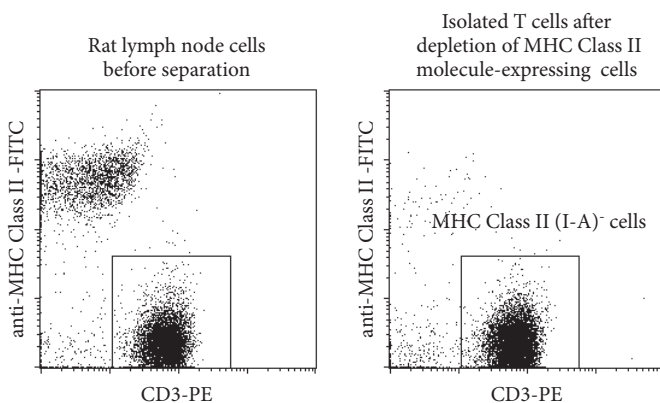 Rat lymph node cells
before separation
anti-MHC Class II -FITC
CD3-PE
Isolated T cells after
depletion of MHC Class II
molecule-expressing cells
anti-MHC Class II -FITC
MHC Class II (I-A)⁻ cells
CD3-PE